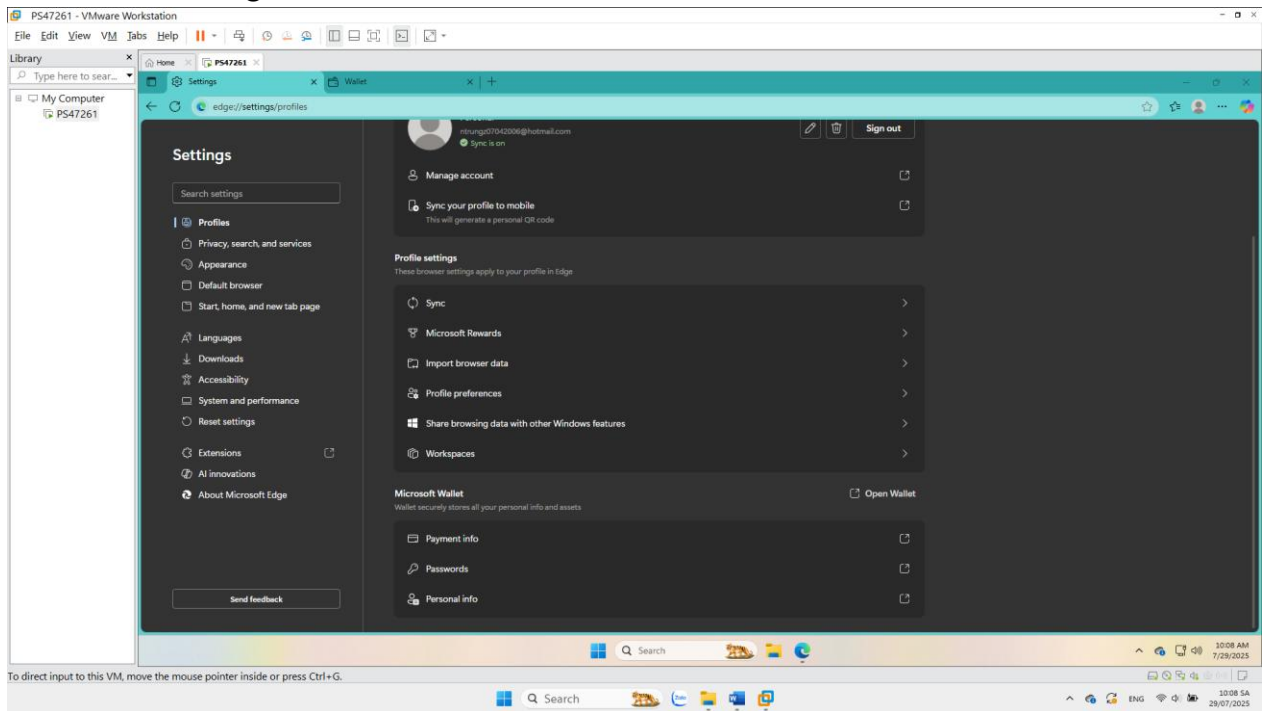 PS47261 - VMware Workstation
File Edit View VM Tabs Help
Library
Home
PS47261
Type here to sear...
My Computer
PS47261
Settings
Wallet
edge://settings/profiles
Settings
Search settings
Profiles
Privacy, search, and services
Appearance
Default browser
Start, home, and new tab page
Languages
Downloads
Accessibility
System and performance
Reset settings
Extensions
AI innovations
About Microsoft Edge
Send feedback
Sync is on
Sign out
Manage account
Sync your profile to mobile
This will generate a personal QR code
Profile settings
These browser settings apply to your profile in Edge
Sync
Microsoft Rewards
Import browser data
Profile preferences
Share browsing data with other Windows features
Workspaces
Microsoft Wallet
Open Wallet
Wallet securely stores all your personal info and assets
Payment info
Passwords
Personal info
Search
10:08 AM
7/29/2025
To direct input to this VM, move the mouse pointer inside or press Ctrl+G.
Search
ENG
10:08 SA
29/07/2025